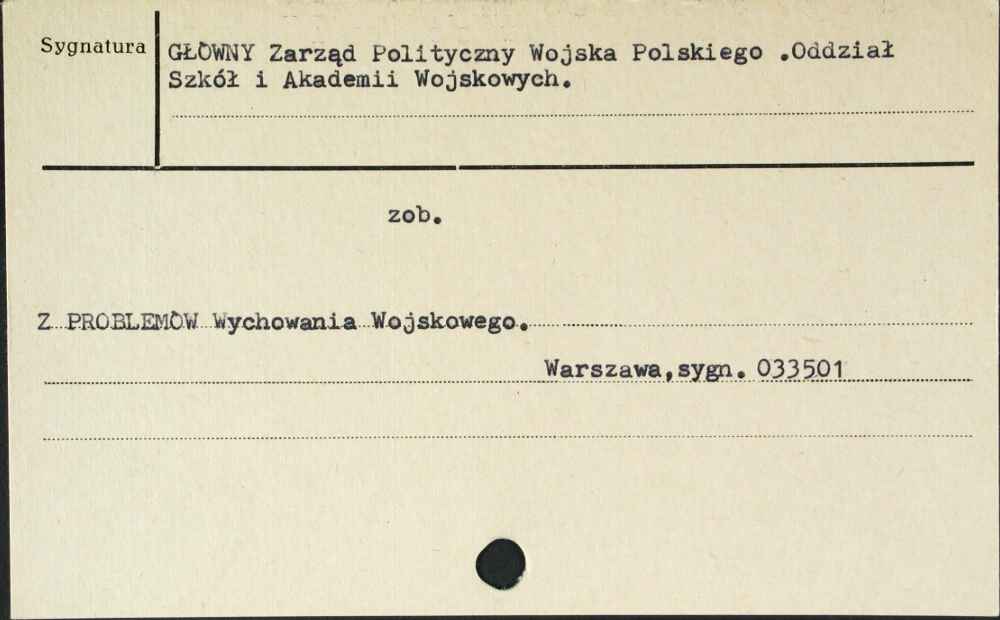 Sygnatura
GŁÓWNY Zarząd Polityczny Wojska Polskiego .Oddział
Szkół i Akademii Wojskowych.
zob.
Z PROBLEMÓW Wychowania Wojskowego.
Warszawa,sygn. 033501